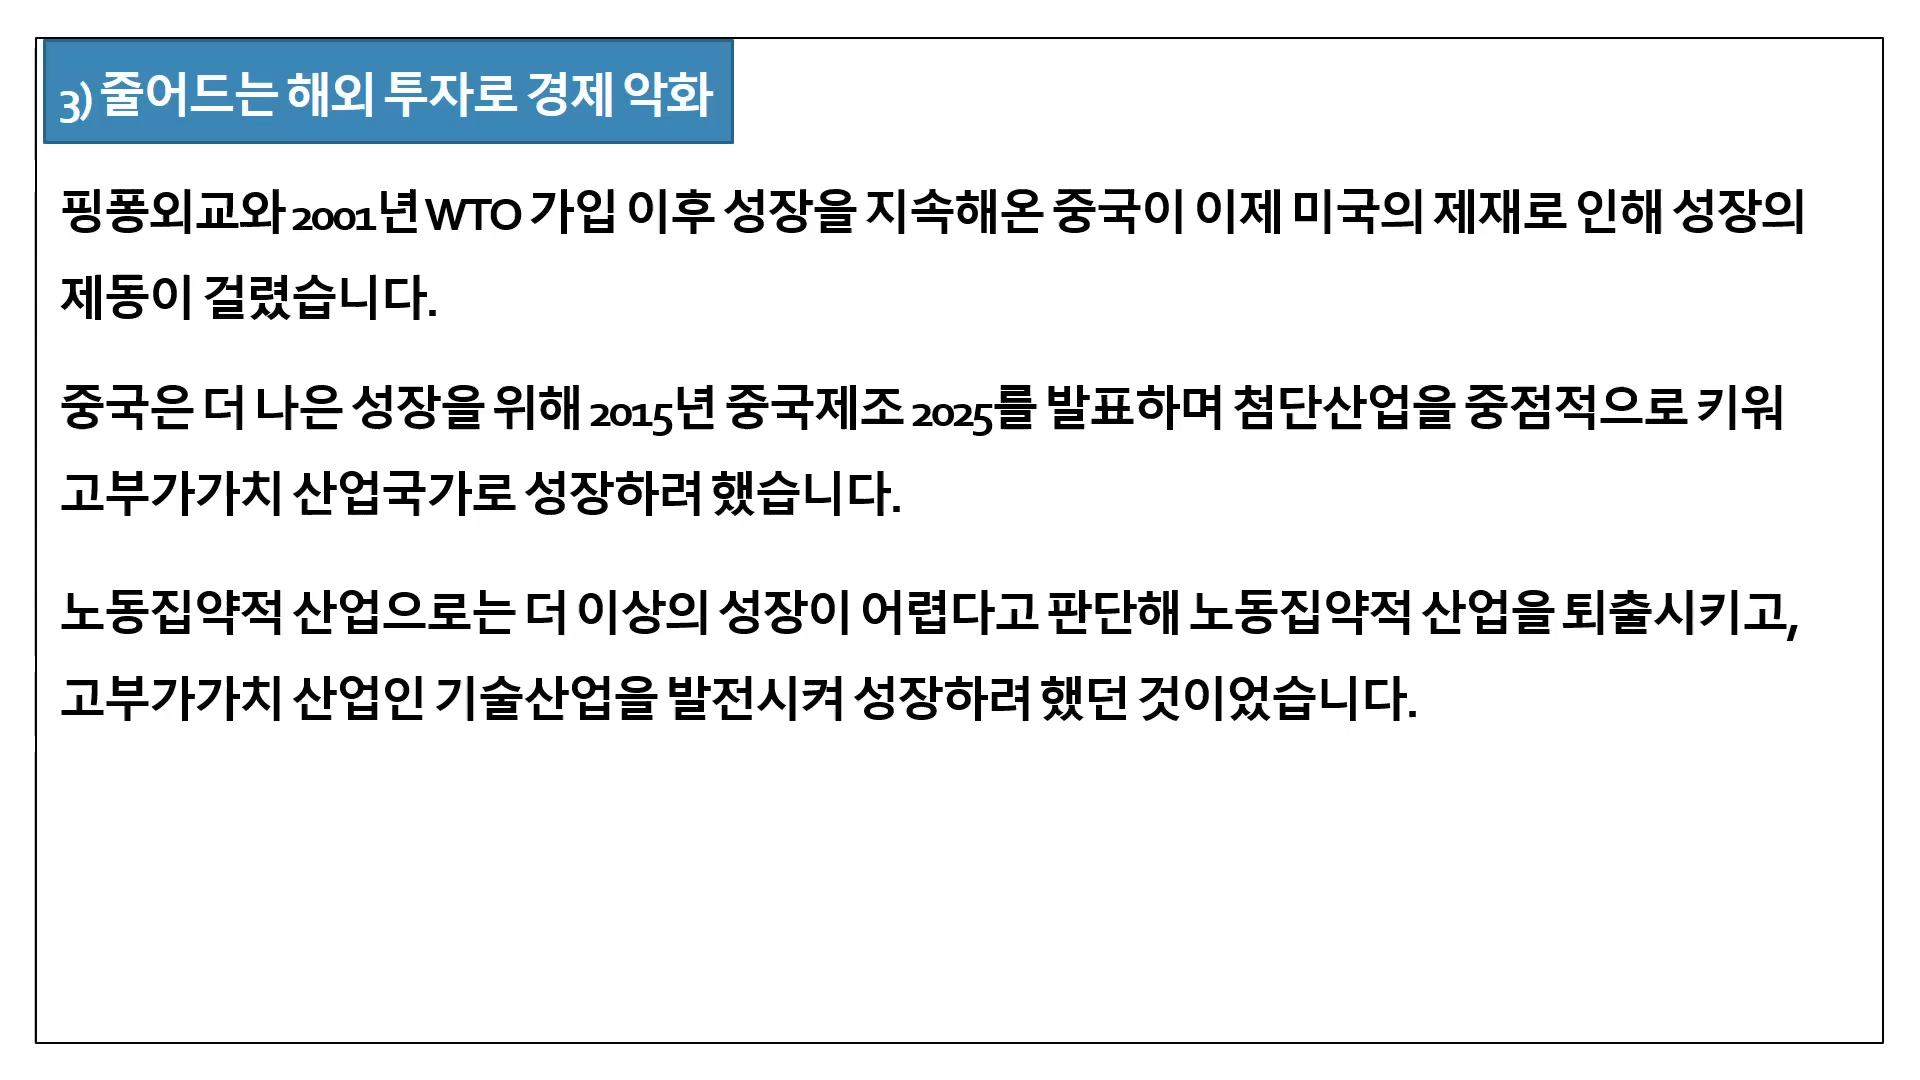 3) 줄어드는 해외 투자로 경제 악화
핑퐁외교와 2001년 WTO 가입 이후 성장을 지속해온 중국이 이제 미국의 제재로 인해 성장의
제동이 걸렸습니다.
중국은 더 나은 성장을 위해 2015년 중국제조 2025를 발표하며 첨단산업을 중점적으로 키워
고부가가치 산업국가로 성장하려 했습니다.
노동집약적 산업으로는 더 이상의 성장이 어렵다고 판단해 노동집약적 산업을 퇴출시키고,
고부가가치 산업인 기술산업을 발전시켜 성장하려 했던 것이었습니다.